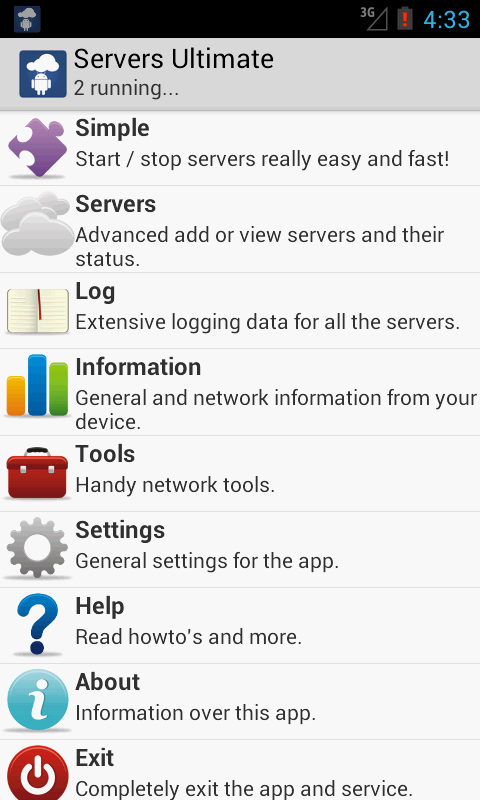 3G 4:33
Servers Ultimate
2 running...
Simple
Start / stop servers really easy and fast!
Servers
Advanced add or view servers and their
status.
Log
Extensive logging data for all the servers.
Information
General and network information from your
device.
Tools
Handy network tools.
Settings
General settings for the app.
Help
Read howto's and more.
About
Information over this app.
Exit
Completely exit the app and service.